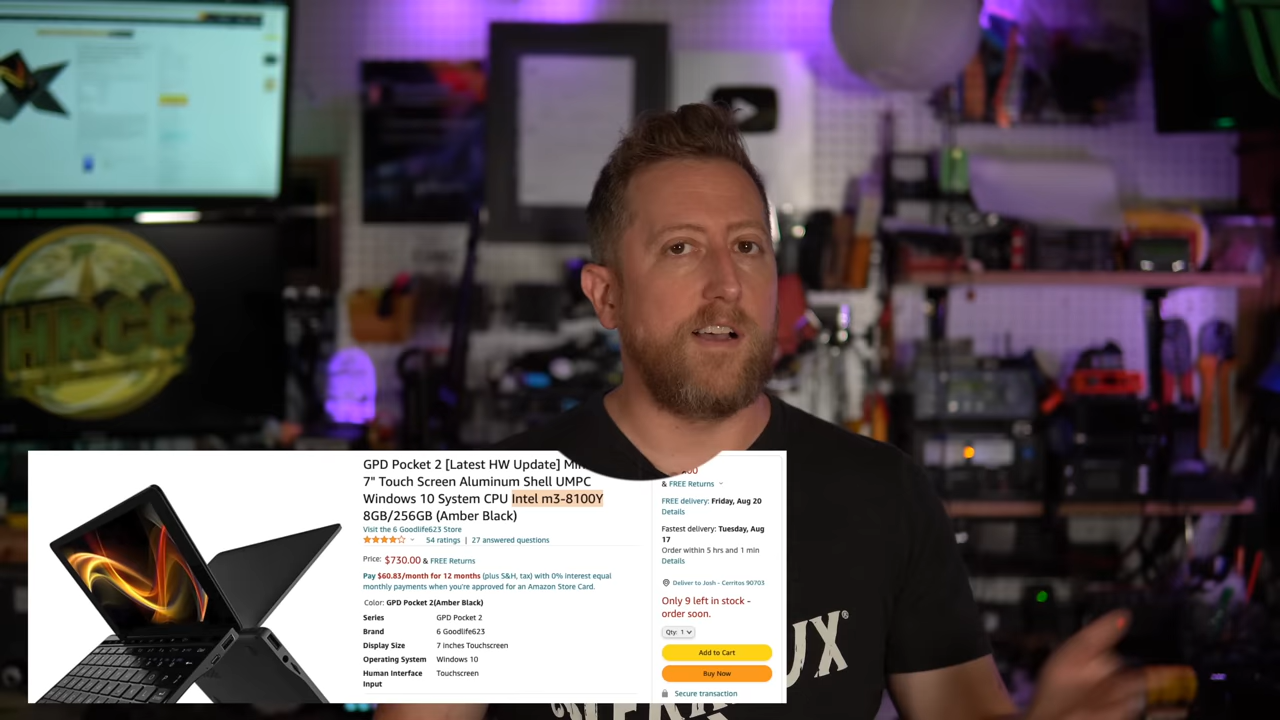 HRCC
GPD Pocket 2 [Latest HW Update]
7" Touch Screen Aluminum Shell UMPC
Windows 10 System CPU Intel m3-8100Y
8GB/256GB (Amber Black)
Visit the 6 Goodlife623 Store
54 ratings | 27 answered questions
Price: $730.00 & FREE Returns
Pay $60.83/month for 12 months (plus S&H, tax) with 0% interest equal
monthly payments when you're approved for an Amazon Store Card.
Color: GPD Pocket 2(Amber Black)
Series GPD Pocket 2
Brand 6 Goodlife623
Display Size 7 inches Touchscreen
Operating System Windows 10
Human Interface Touchscreen
Input
& FREE Returns
FREE delivery: Friday, Aug 20
Details
Fastest delivery: Tuesday, Aug
17
Order within 5 hrs and 1 min
Details
Deliver to Josh - Cerritos 90703
Only 9 left in stock -
order soon.
Qty: 1
Add to Cart
Buy Now
Secure transaction
UX®